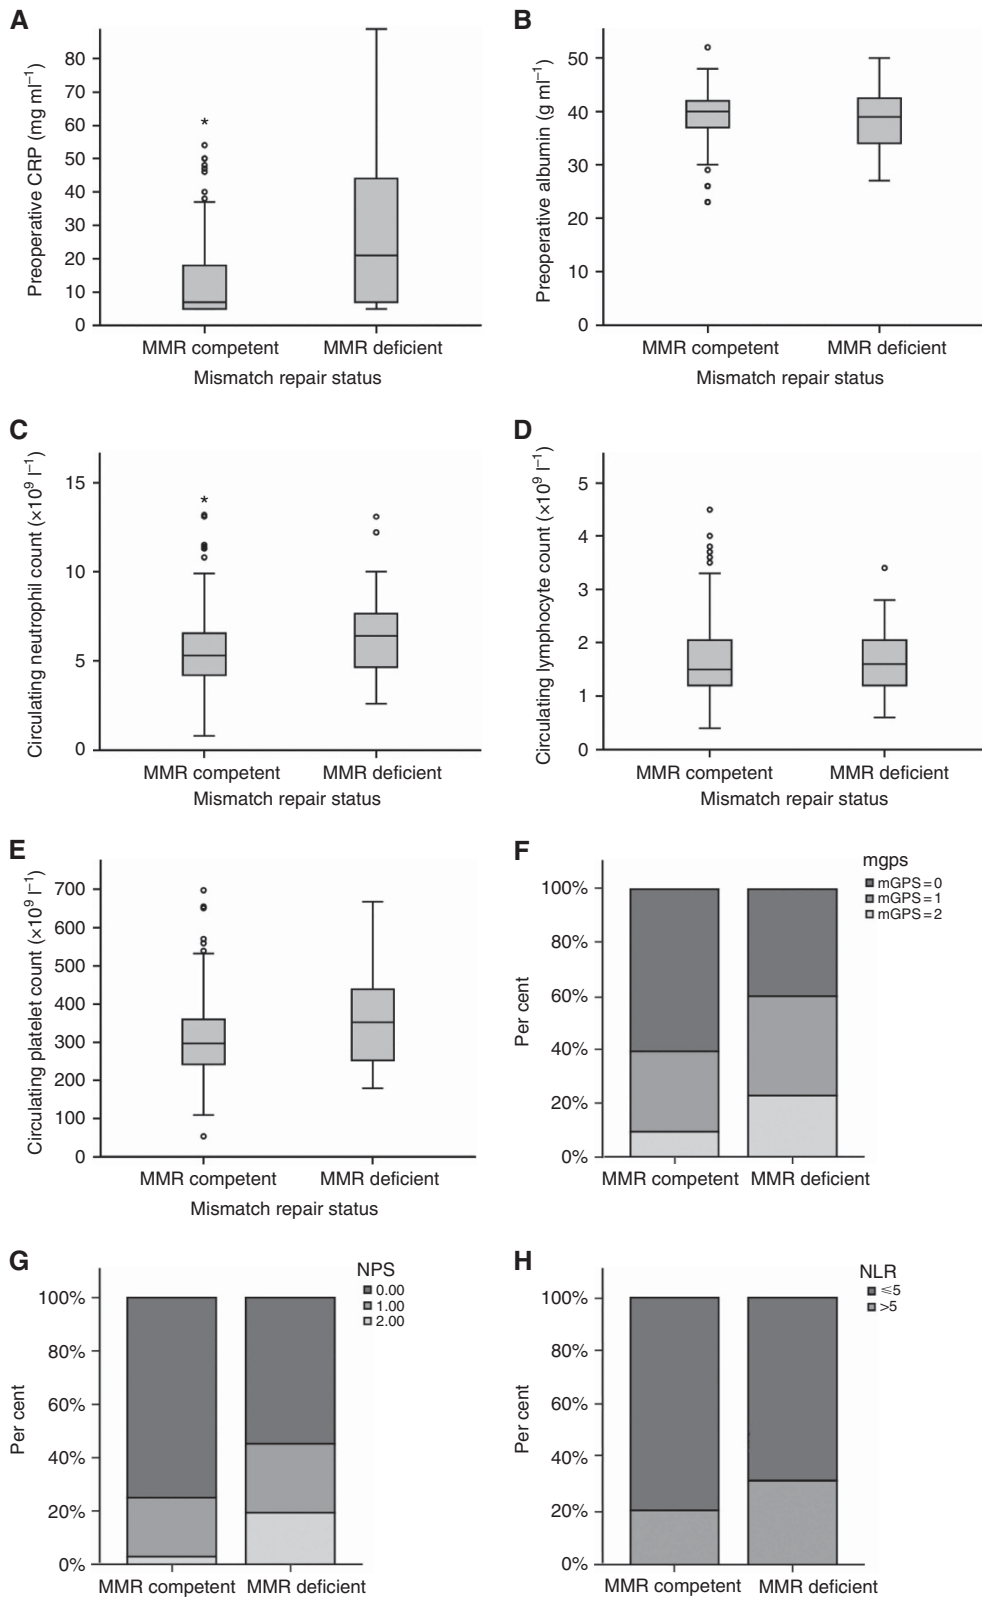 A
Preoperative CRP (mg ml⁻¹)
80
70
60
50
40
30
20
10
0
*
MMR competent MMR deficient
Mismatch repair status
B
Preoperative albumin (g ml⁻¹)
50
40
30
20
10
0
MMR competent MMR deficient
Mismatch repair status
C
Circulating neutrophil count (×10⁹ l⁻¹)
15
10
5
0
*
MMR competent MMR deficient
Mismatch repair status
D
Circulating lymphocyte count (×10⁹ l⁻¹)
5
4
3
2
1
0
MMR competent MMR deficient
Mismatch repair status
E
Circulating platelet count (×10⁹ l⁻¹)
700
600
500
400
300
200
100
0
MMR competent MMR deficient
Mismatch repair status
F
Per cent
100%
80%
60%
40%
20%
0%
MMR competent MMR deficient
mgps
mGPS=0
mGPS=1
mGPS=2
G
Per cent
100%
80%
60%
40%
20%
0%
MMR competent MMR deficient
NPS
0.00
1.00
2.00
H
Per cent
100%
80%
60%
40%
20%
0%
MMR competent MMR deficient
NLR
⩽5
>5